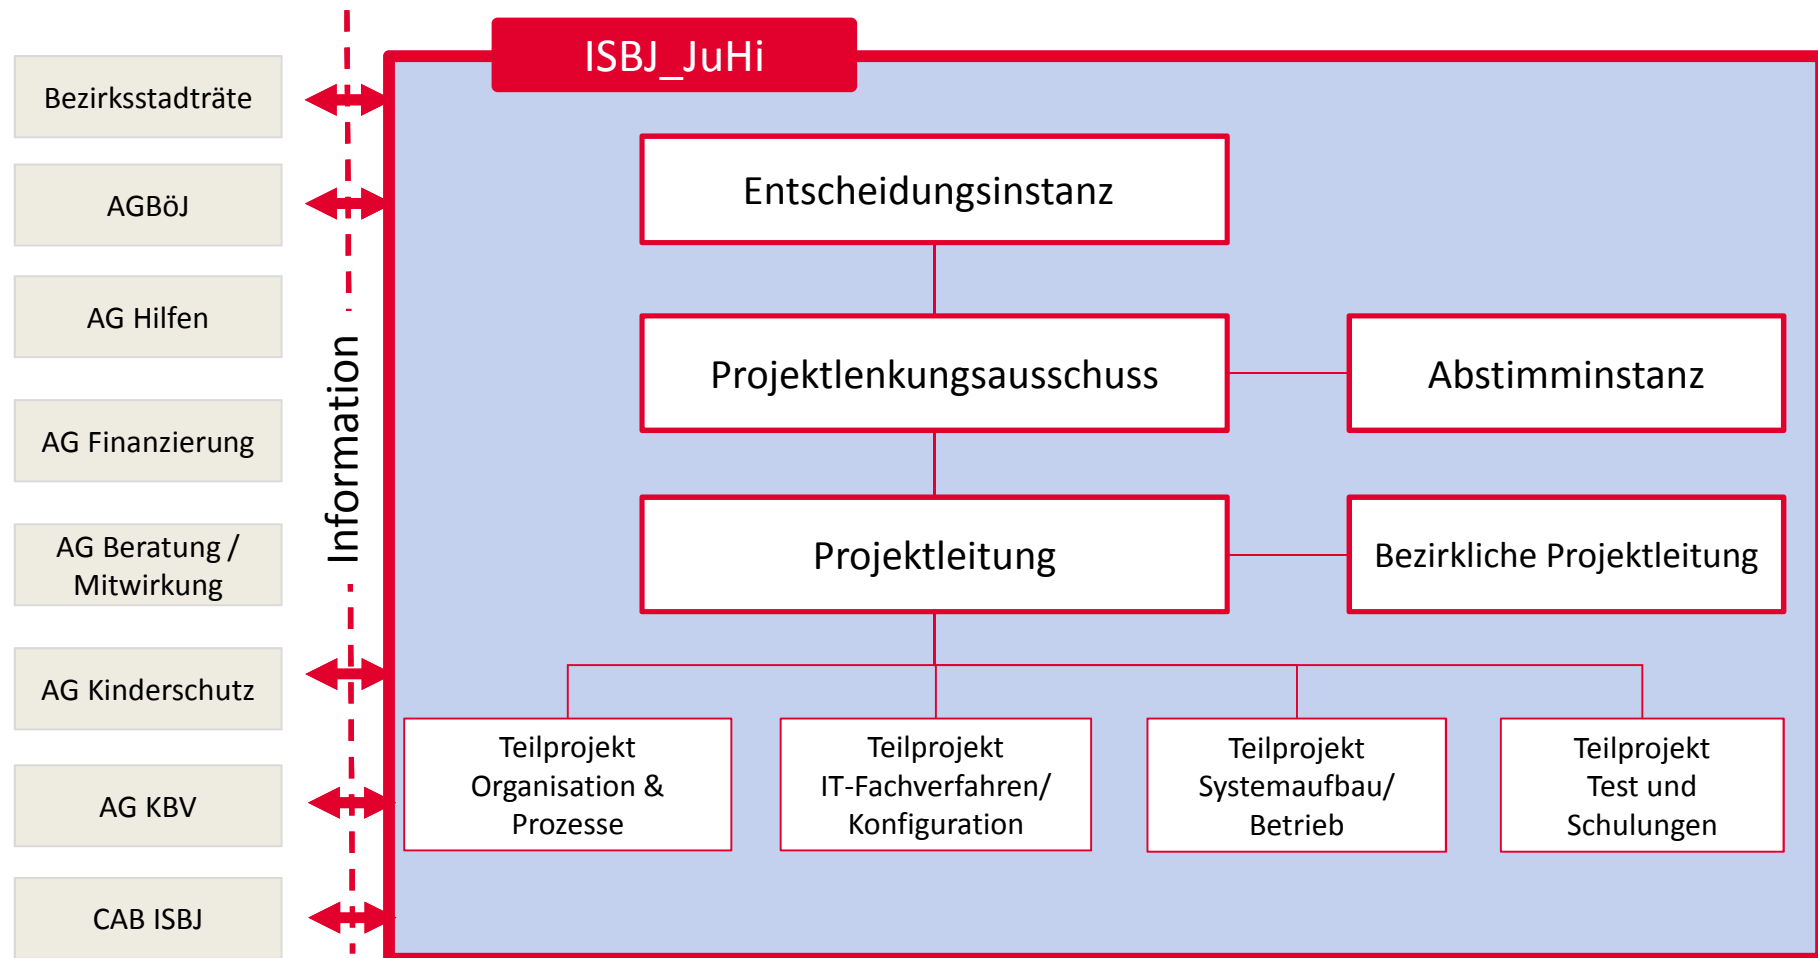 ISBJ_JuHi
Bezirksstadträte
AGBöJ
AG Hilfen
AG Finanzierung
AG Beratung /
Mitwirkung
AG Kinderschutz
AG KBV
CAB ISBJ
Information
Entscheidungsinstanz
Projektlenkungsausschuss
Abstimminstanz
Projektleitung
Bezirkliche Projektleitung
Teilprojekt
Organisation &
Prozesse
Teilprojekt
IT-Fachverfahren/
Konfiguration
Teilprojekt
Systemaufbau/
Betrieb
Teilprojekt
Test und
Schulungen